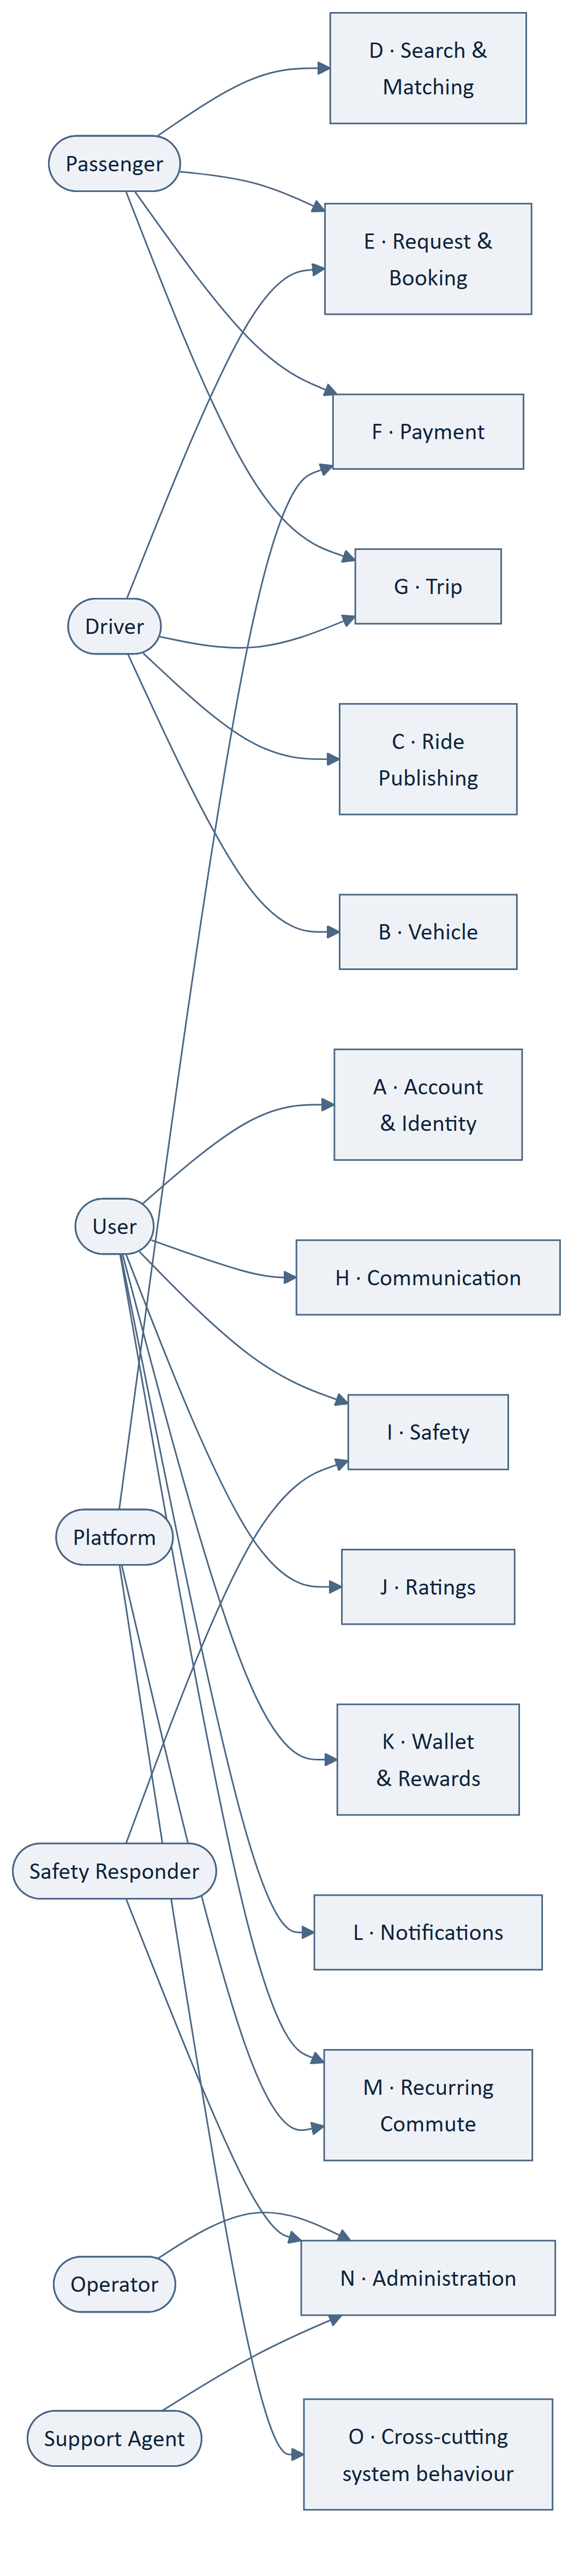 D · Search &
Matching
Passenger
E · Request &
Booking
F · Payment
G · Trip
Driver
C · Ride
Publishing
B · Vehicle
A · Account
& Identity
User
H · Communication
I · Safety
Platform
J · Ratings
K · Wallet
& Rewards
Safety Responder
L · Notifications
M · Recurring
Commute
Operator
N · Administration
Support Agent
O · Cross-cutting
system behaviour